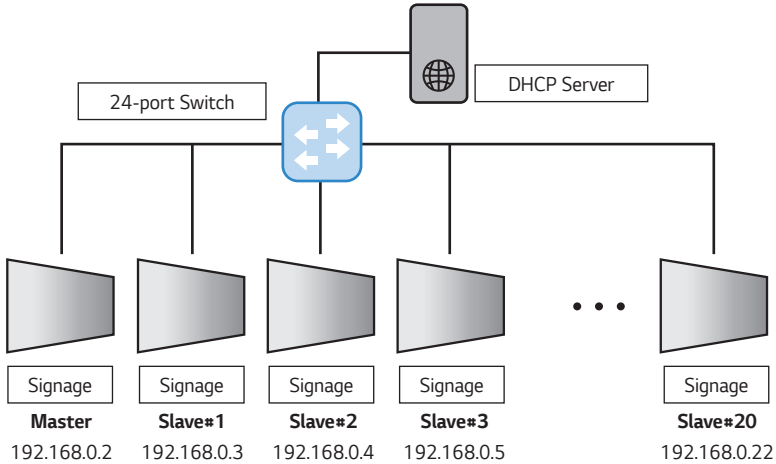 DHCP Server
24-port Switch
Signage Signage Signage Signage Signage
Master Slave#1 Slave#2 Slave#3 Slave#20
192.168.0.2 192.168.0.3 192.168.0.4 192.168.0.5 192.168.0.22